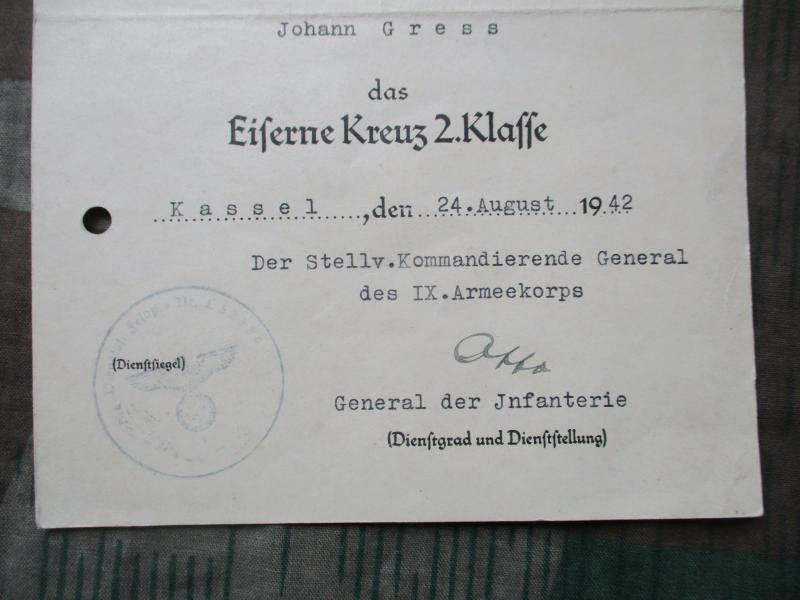 Johann Gress
das
Eiſerne Kreuz 2.Klaſſe
Kassel, den 24.August 1942
Der Stellv.Kommandierende General
des IX.Armeekorps
(Dienſtſiegel)
General der Jnfanterie
(Dienſtgrad und Dienſtſtellung)